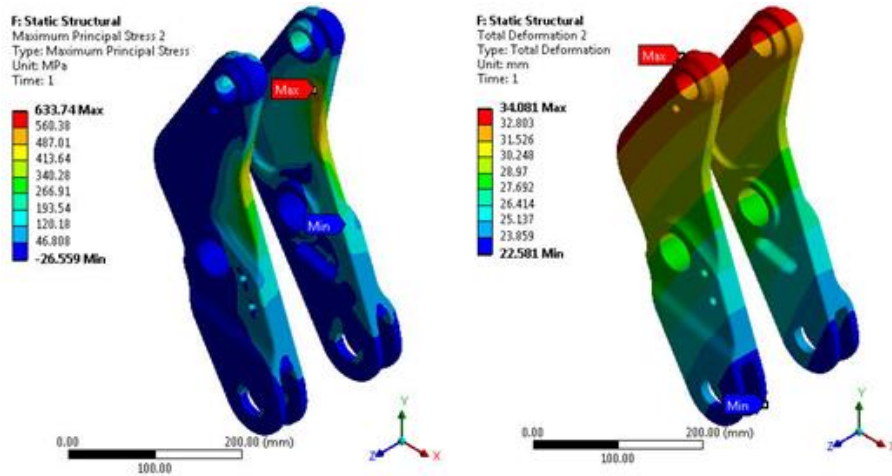 F: Static Structural
Maximum Principal Stress 2
Type: Maximum Principal Stress
Unit: MPa
Time: 1
633.74 Max
560.38
487.01
413.64
340.28
266.91
193.54
120.18
46.808
-26.559 Min
Max
Min
0.00
200.00 (mm)
100.00
Y
Z
X
F: Static Structural
Total Deformation 2
Type: Total Deformation
Unit: mm
Time: 1
34.081 Max
32.803
31.526
30.248
28.97
27.692
26.414
25.137
23.859
22.581 Min
Max
Min
0.00
200.00 (mm)
100.00
Y
Z